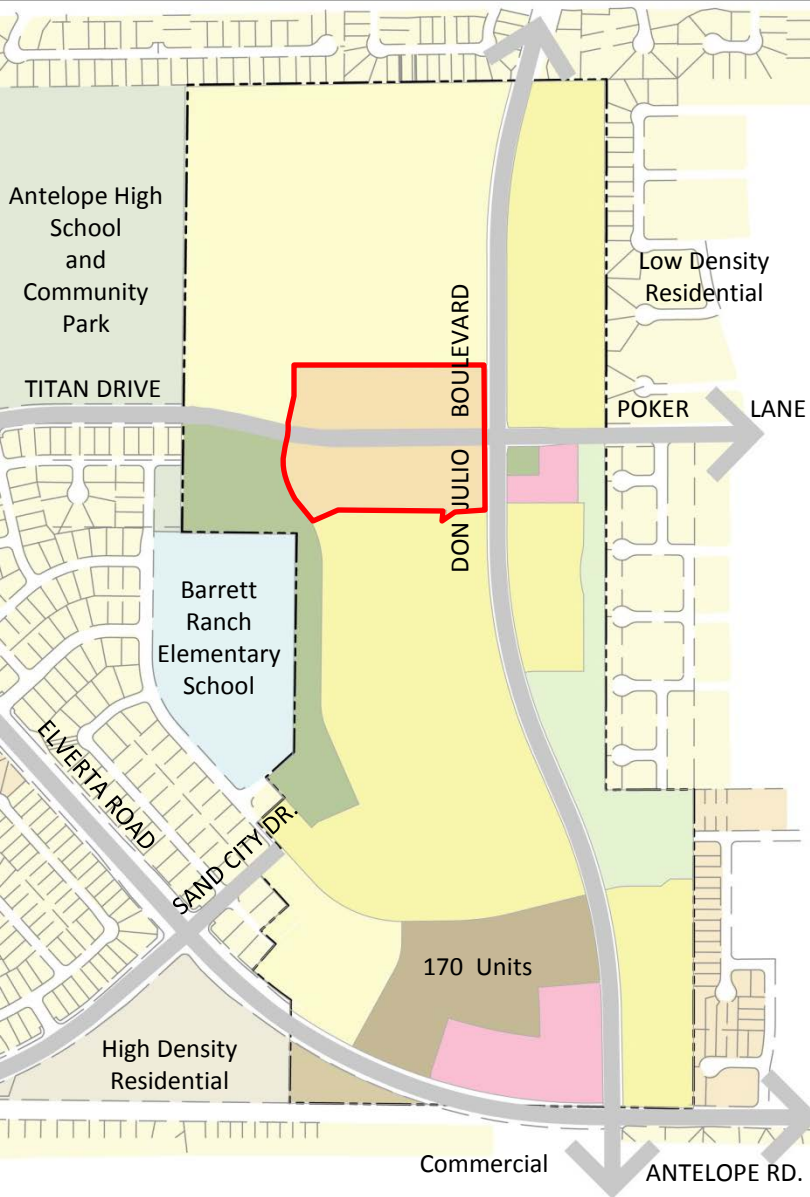 Antelope High
School
and
Community
Park
Low Density
Residential
DON JULIO BOULEVARD
TITAN DRIVE
POKER LANE
Barrett
Ranch
Elementary
School
ELVERTA ROAD
SAND CITY DR.
170 Units
High Density
Residential
Commercial
ANTELOPE RD.